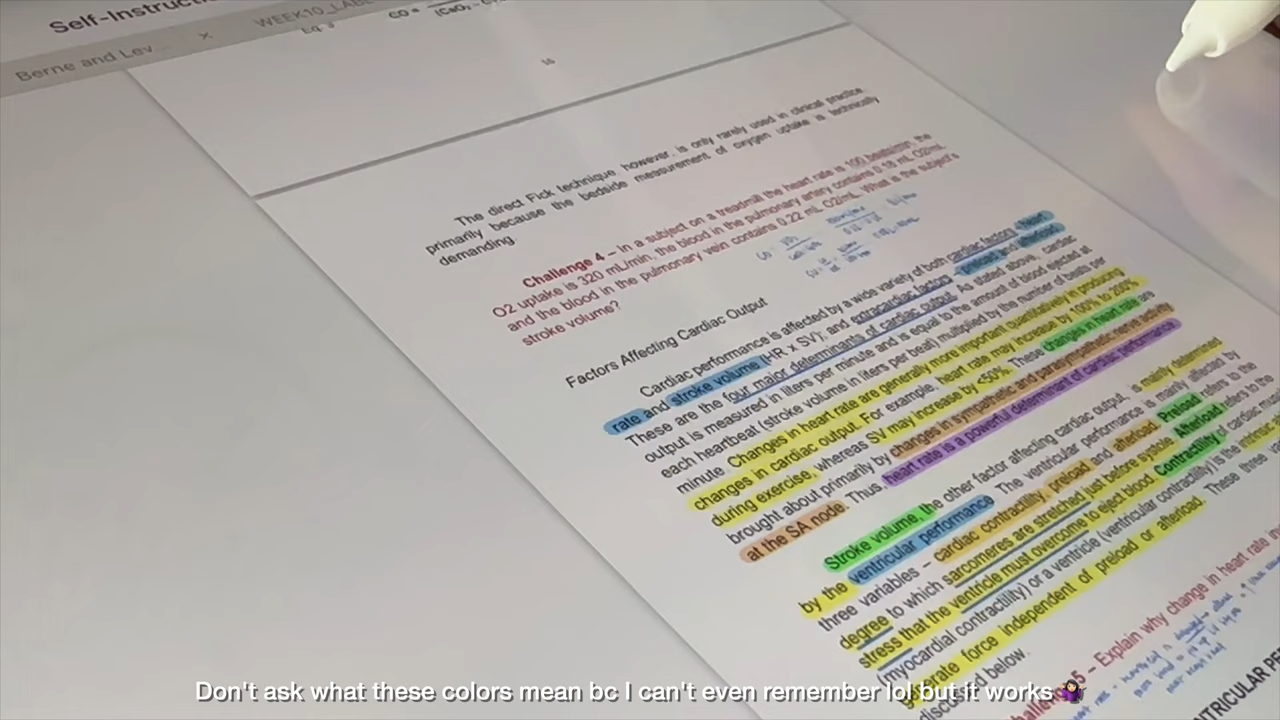 Self-Instructi
Berne and Lev... × WEEK10_LABE
Eq 3 CO =
16
The direct Fick technique, however, is only rarely used in clinical practice,
primarily because the bedside measurement of oxygen uptake is technically
demanding.
Challenge 4 – In a subject on a treadmill the heart rate is 100 beats/min, the
O2 uptake is 320 mL/min, the blood in the pulmonary artery contains 0.18 mL O2/mL
and the blood in the pulmonary vein contains 0.22 mL O2/mL. What is the subject's
stroke volume?
Factors Affecting Cardiac Output
Cardiac performance is affected by a wide variety of both cardiac factors - heart
rate and stroke volume (HR x SV); and extracardiac factors - preload and afterload.
These are the four major determinants of cardiac output. As stated above, cardiac
output is measured in liters per minute and is equal to the amount of blood ejected at
each heartbeat (stroke volume in liters per beat) multiplied by the number of beats per
minute. Changes in heart rate are generally more important quantitatively in producing
changes in cardiac output. For example, heart rate may increase by 100% to 200%
during exercise, whereas SV may increase by <50%. These changes in heart rate are
brought about primarily by changes in sympathetic and parasympathetic nerve activity
at the SA node. Thus, heart rate is a powerful determinant of cardiac performance.
Stroke volume, the other factor affecting cardiac output, is mainly determined
by the ventricular performance. The ventricular performance is mainly affected by
three variables – cardiac contractility, preload and afterload. Preload refers to the
degree to which sarcomeres are stretched just before systole. Afterload refers to the
stress that the ventricle must overcome to eject blood. Contractility of cardiac mus
(myocardial contractility) or a ventricle (ventricular contractility) is the intrinsic
generate force independent of preload or afterload. These three va
discussed below.
Challenge 5 – Explain why change in heart rate in
NTRICULAR PE
Don't ask what these colors mean bc I can't even remember lol but it works 🤷🏻‍♀️